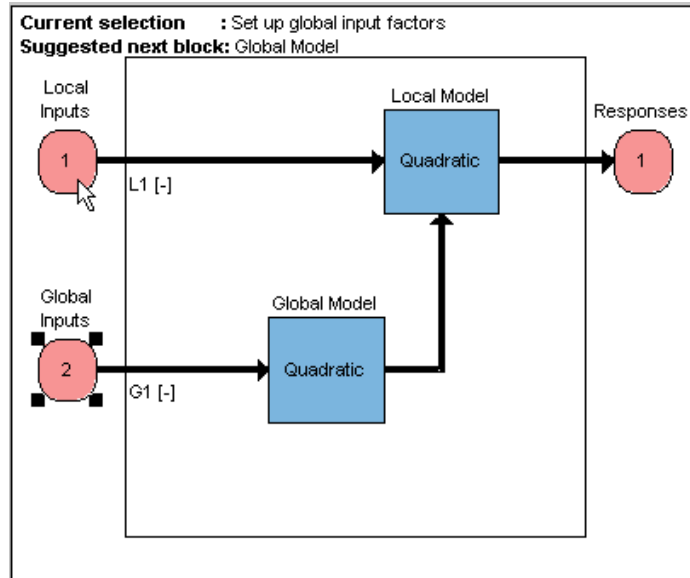 Current selection : Set up global input factors
Suggested next block: Global Model
Local
Inputs
Local Model
Responses
1
Quadratic
1
L1 [-]
Global
Inputs
Global Model
2
Quadratic
G1 [-]